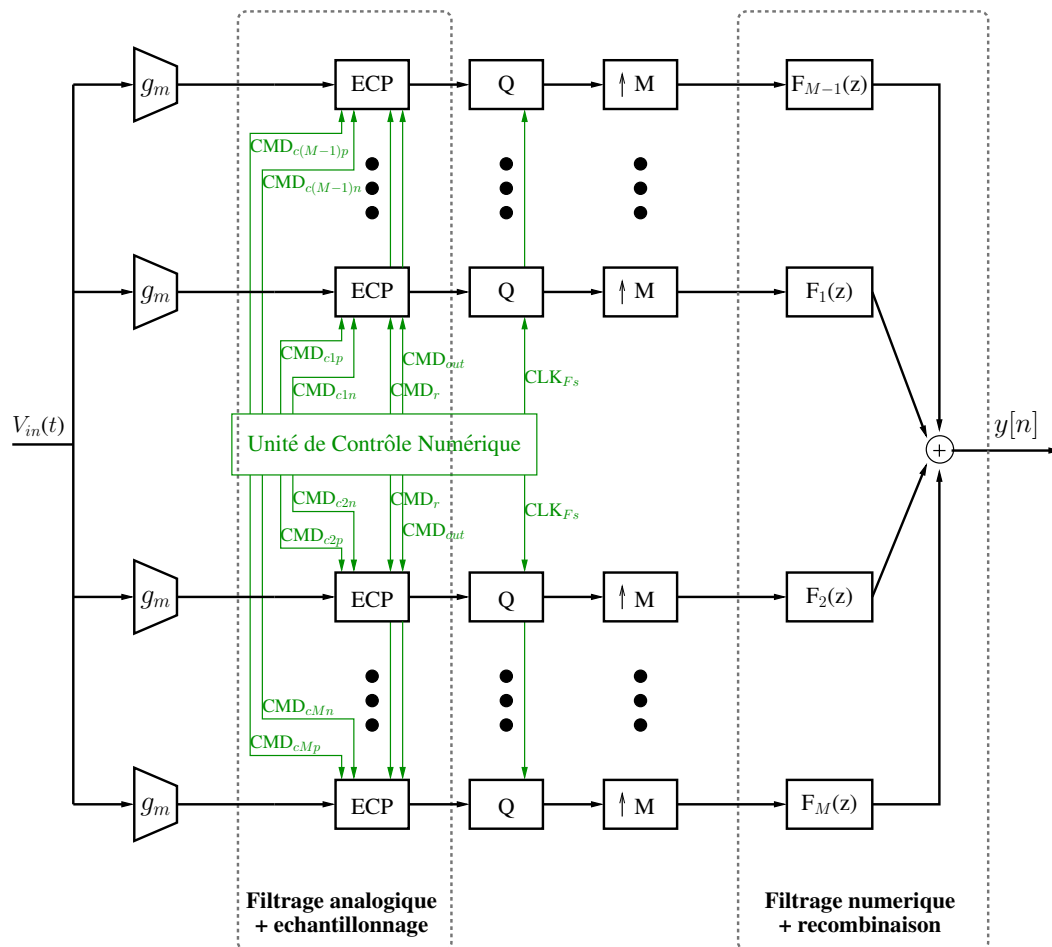 g_m ECP Q ↑ M F_{M−1}(z)
CMD_{c(M−1)p}
CMD_{c(M−1)n}
g_m ECP Q ↑ M F_1(z)
CMD_{c1p} CMD_{out}
CMD_{c1n} CMD_r CLK_{Fs}
V_{in}(t) Unité de Contrôle Numérique + y[n]
CMD_{c2n} CMD_r CLK_{Fs}
CMD_{c2p} CMD_{out}
g_m ECP Q ↑ M F_2(z)
CMD_{cMn}
CMD_{cMp}
g_m ECP Q ↑ M F_M(z)
Filtrage analogique
+ echantillonnage
Filtrage numerique
+ recombinaison